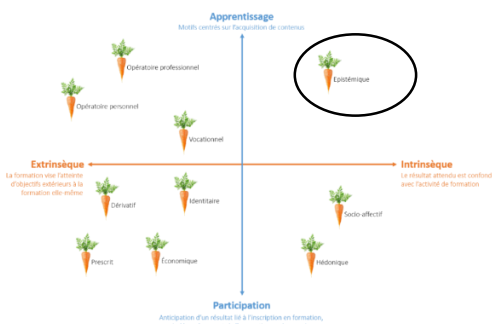 Apprentissage
Motifs centrés sur l'acquisition de contenus
Opératoire professionnel
Epistémique
Opératoire personnel
Vocationnel
Extrinsèque
La formation vise l'atteinte
d'objectifs extérieurs à la
formation elle-même
Intrinsèque
Le résultat attendu est confond
avec l'activité de formation
Dérivatif
Identitaire
Socio-affectif
Prescrit
Économique
Hédonique
Participation
Anticipation d'un résultat lié à l'inscription en formation,